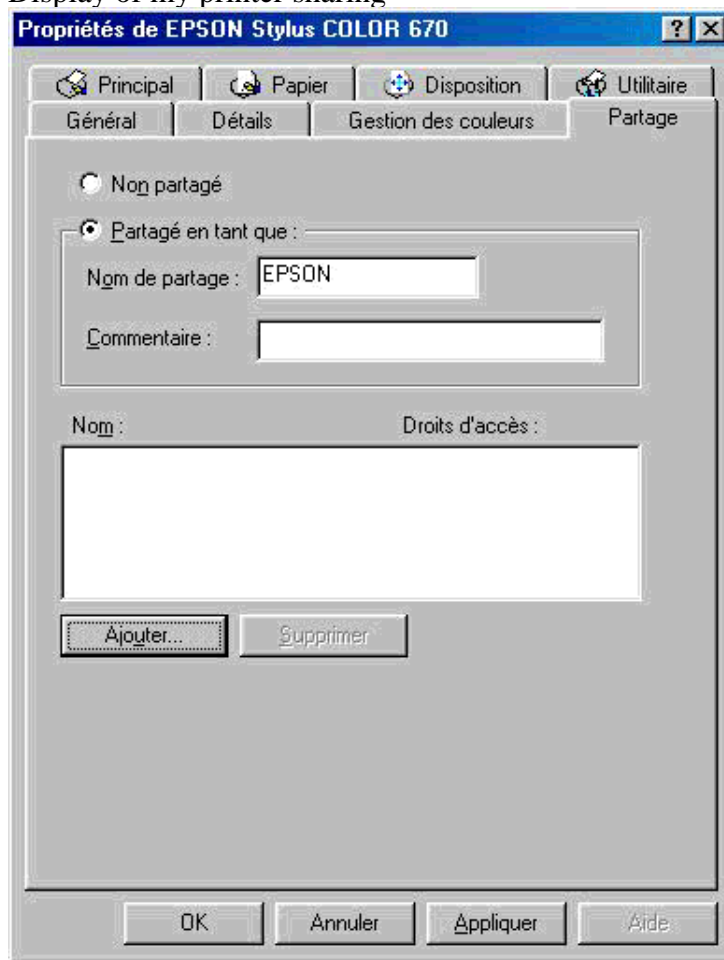 Display of my printer sharing
Propriétés de EPSON Stylus COLOR 670
Principal Papier Disposition Utilitaire
Général Détails Gestion des couleurs Partage
Non partagé
Partagé en tant que :
Nom de partage : EPSON
Commentaire :
Nom : Droits d'accès :
Ajouter... Supprimer
OK Annuler Appliquer Aide